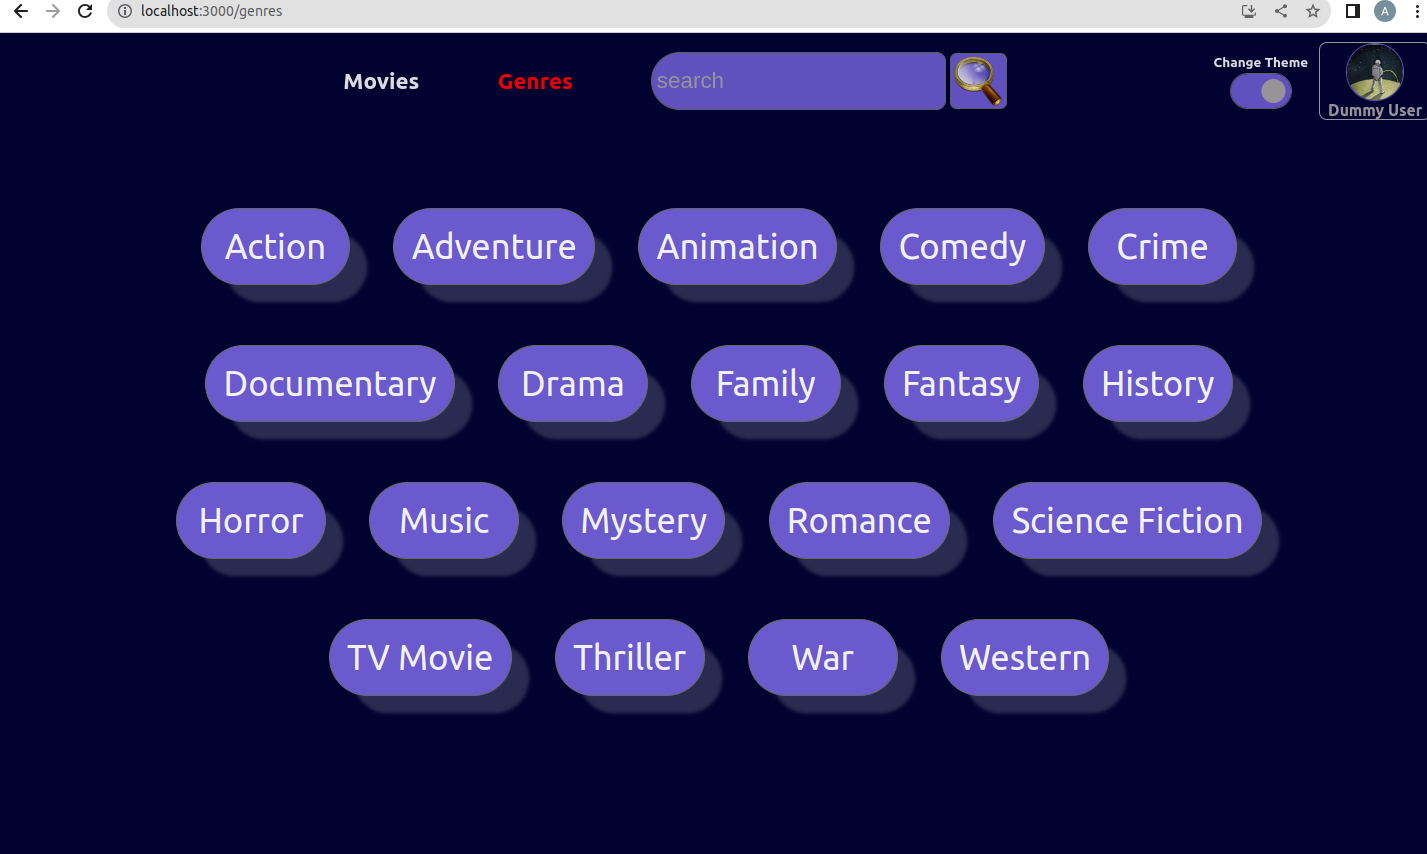 localhost:3000/genres
A
Movies Genres search Change Theme
Dummy User
Action Adventure Animation Comedy Crime
Documentary Drama Family Fantasy History
Horror Music Mystery Romance Science Fiction
TV Movie Thriller War Western